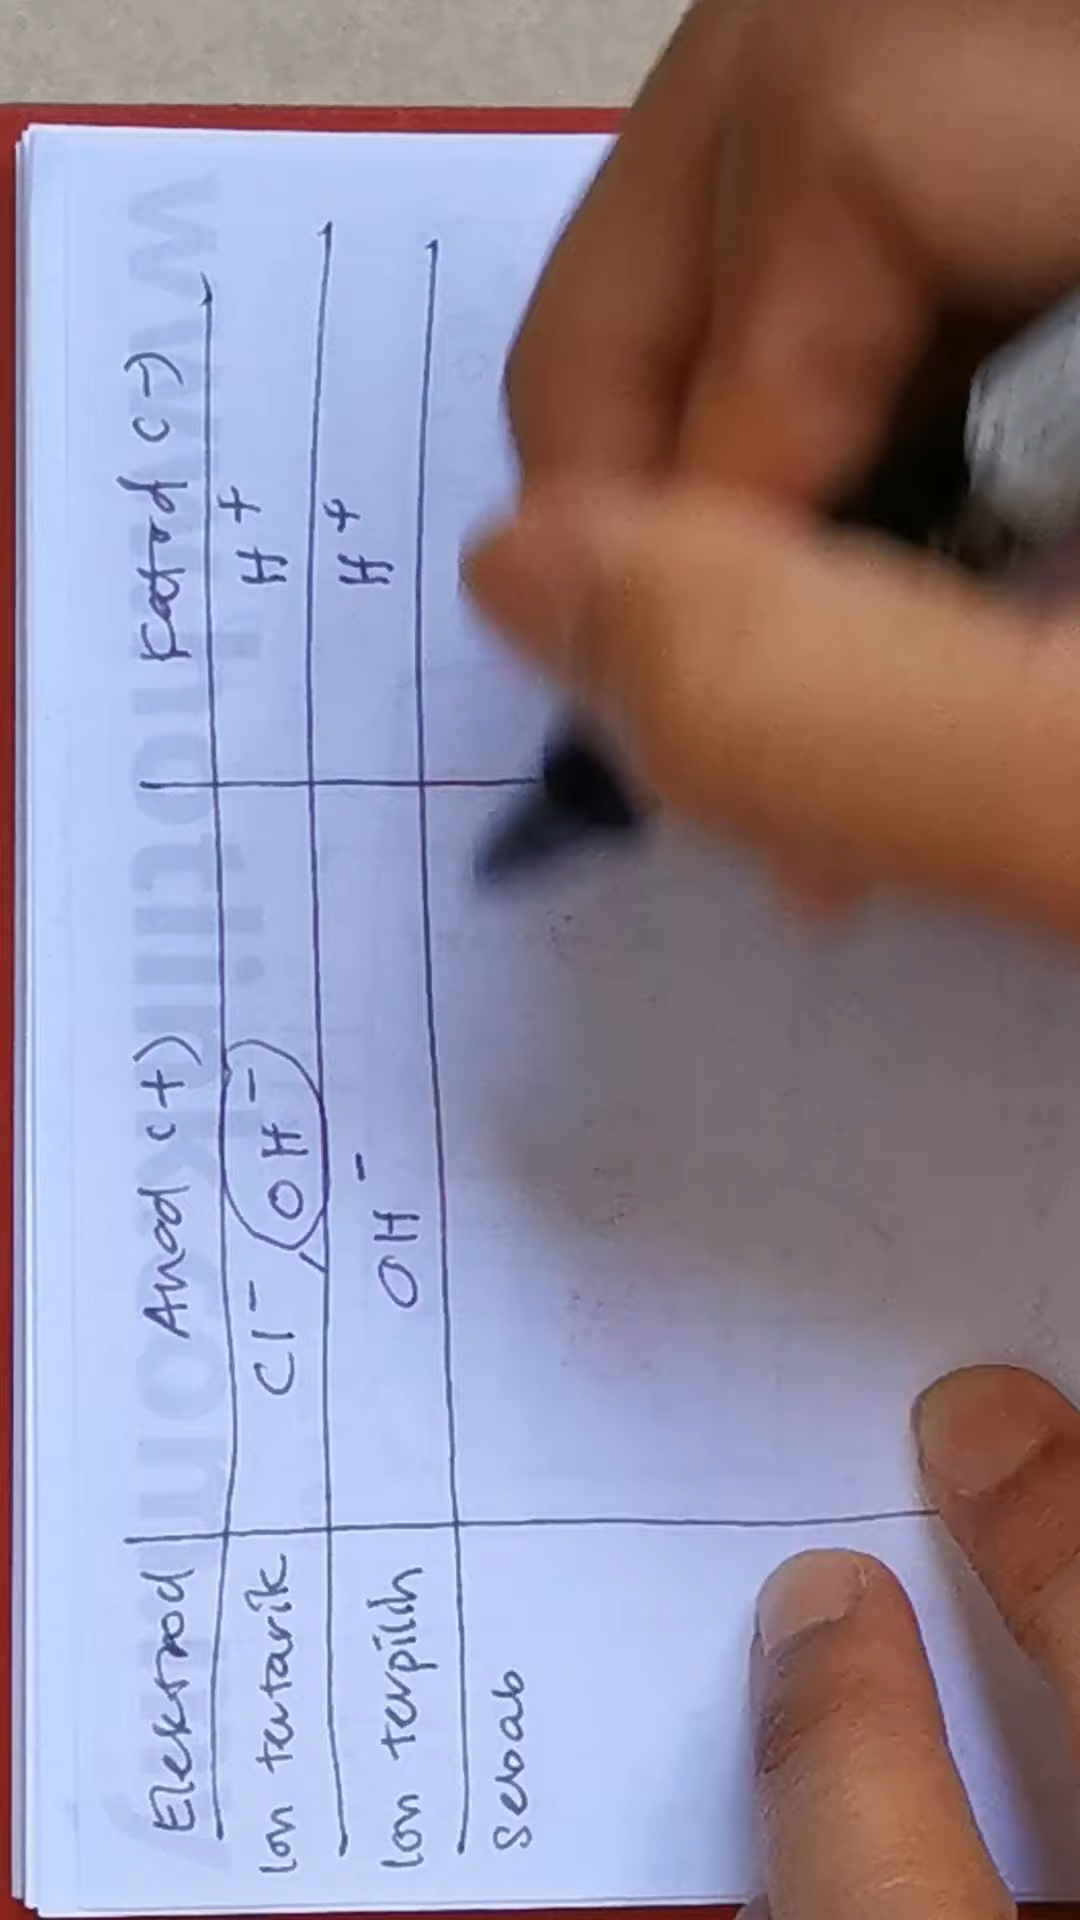 Elektrod Anod (+) Katod (-)
Ion tertarik Cl⁻, OH⁻ H⁺
Ion terpilih OH⁻ H⁺
Sebab